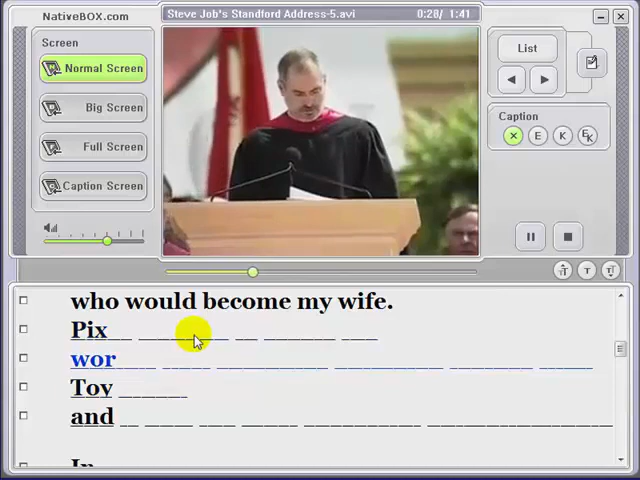 NativeBOX.com
Steve Job's Standford Address-5.avi 0:28/ 1:41
Screen
Normal Screen
Big Screen
Full Screen
Caption Screen
List
Caption
E
K
EK
T
T
T
who would become my wife.
Pix
wor
Toy
and
In